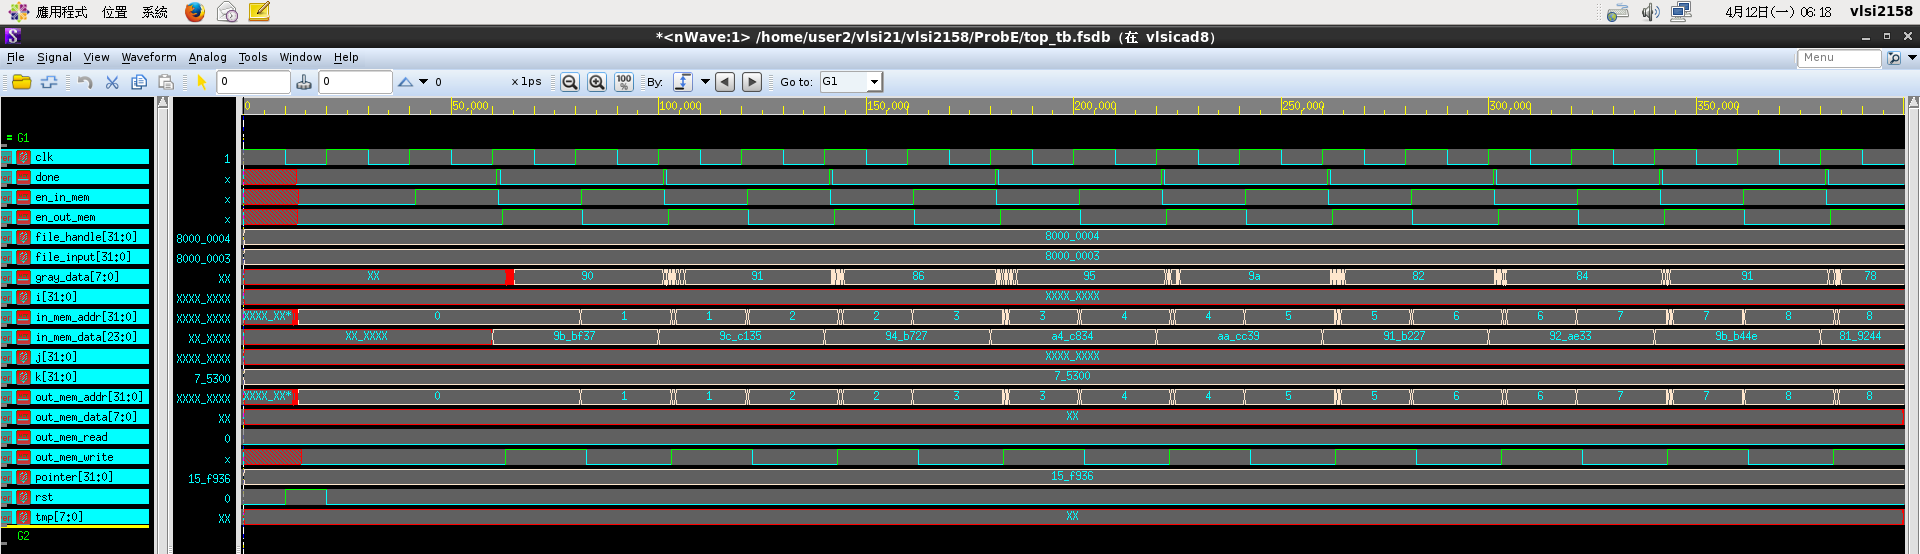 應用程式 位置 系統 4月12日(一) 06:18 vlsi2158
*<nWave:1> /home/user2/vlsi21/vlsi2158/ProbE/top_tb.fsdb (在 vlsicad8)
File Signal View Waveform Analog Tools Window Help Menu
0 0 0 x 1ps 100% By: Go to: G1
0 50,000 100,000 150,000 200,000 250,000 300,000 350,000
= G1
clk 1
done x
en_in_mem x
en_out_mem x
file_handle[31:0] 8000_0004 8000_0004
file_input[31:0] 8000_0003 8000_0003
gray_data[7:0] XX XX 90 91 86 95 9a 82 84 91 78
i[31:0] XXXX_XXXX XXXX_XXXX
in_mem_addr[31:0] XXXX_XXXX XXXX_XX* 0 1 1 2 2 3 3 4 4 5 5 6 6 7 7 8 8
in_mem_data[23:0] XX_XXXX XX_XXXX 9b_bf37 9c_c135 94_b727 a4_c834 aa_cc39 91_b227 92_ae33 9b_b44e 81_9244
j[31:0] XXXX_XXXX XXXX_XXXX
k[31:0] 7_5300 7_5300
out_mem_addr[31:0] XXXX_XXXX XXXX_XX* 0 1 1 2 2 3 3 4 4 5 5 6 6 7 7 8 8
out_mem_data[7:0] XX XX
out_mem_read 0
out_mem_write x
pointer[31:0] 15_f936 15_f936
rst 0
tmp[7:0] XX XX
G2